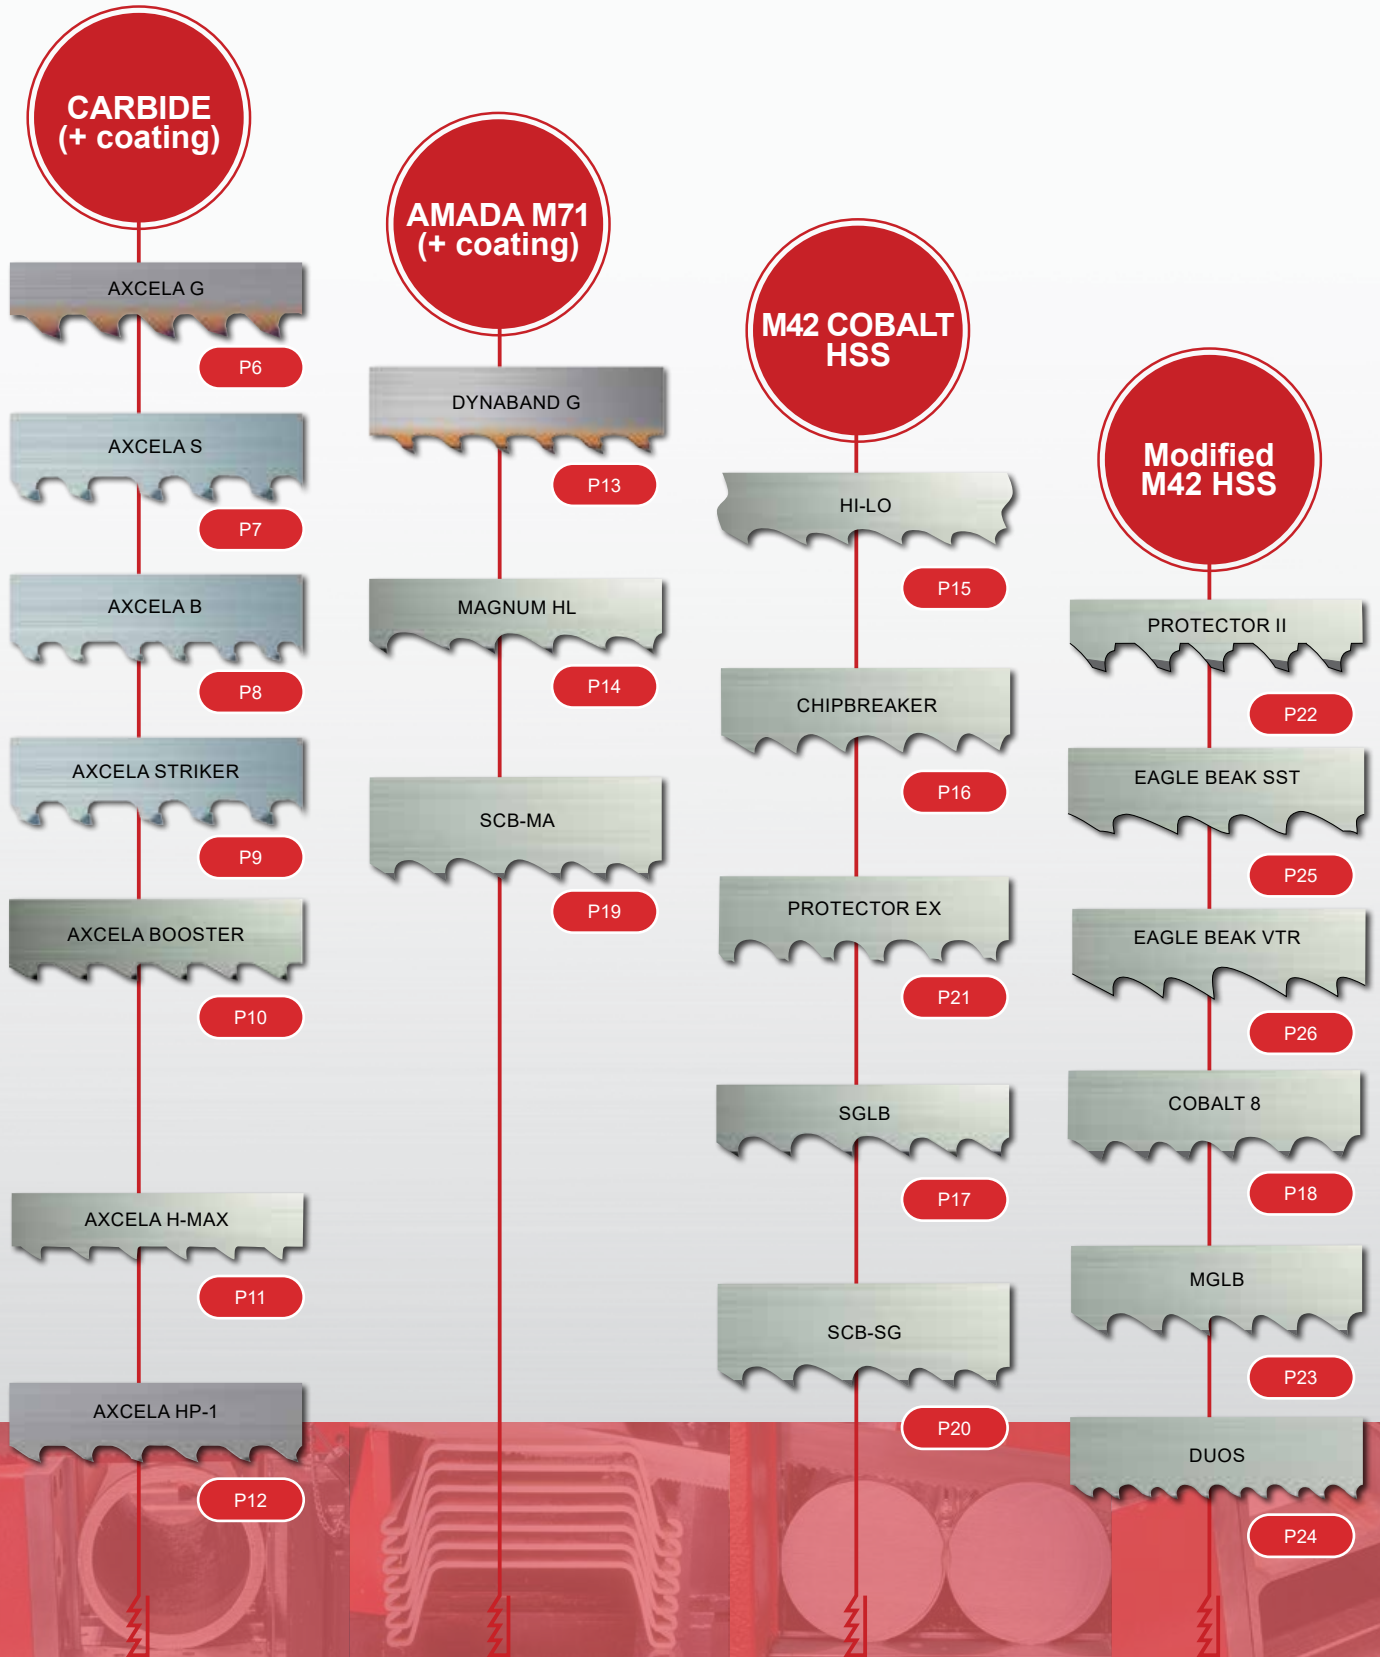 CARBIDE
(+ coating)
AXCELA G
P6
AXCELA S
P7
AXCELA B
P8
AXCELA STRIKER
P9
AXCELA BOOSTER
P10
AXCELA H-MAX
P11
AXCELA HP-1
P12
AMADA M71
(+ coating)
DYNABAND G
P13
MAGNUM HL
P14
SCB-MA
P19
M42 COBALT
HSS
HI-LO
P15
CHIPBREAKER
P16
PROTECTOR EX
P21
SGLB
P17
SCB-SG
P20
Modified
M42 HSS
PROTECTOR II
P22
EAGLE BEAK SST
P25
EAGLE BEAK VTR
P26
COBALT 8
P18
MGLB
P23
DUOS
P24